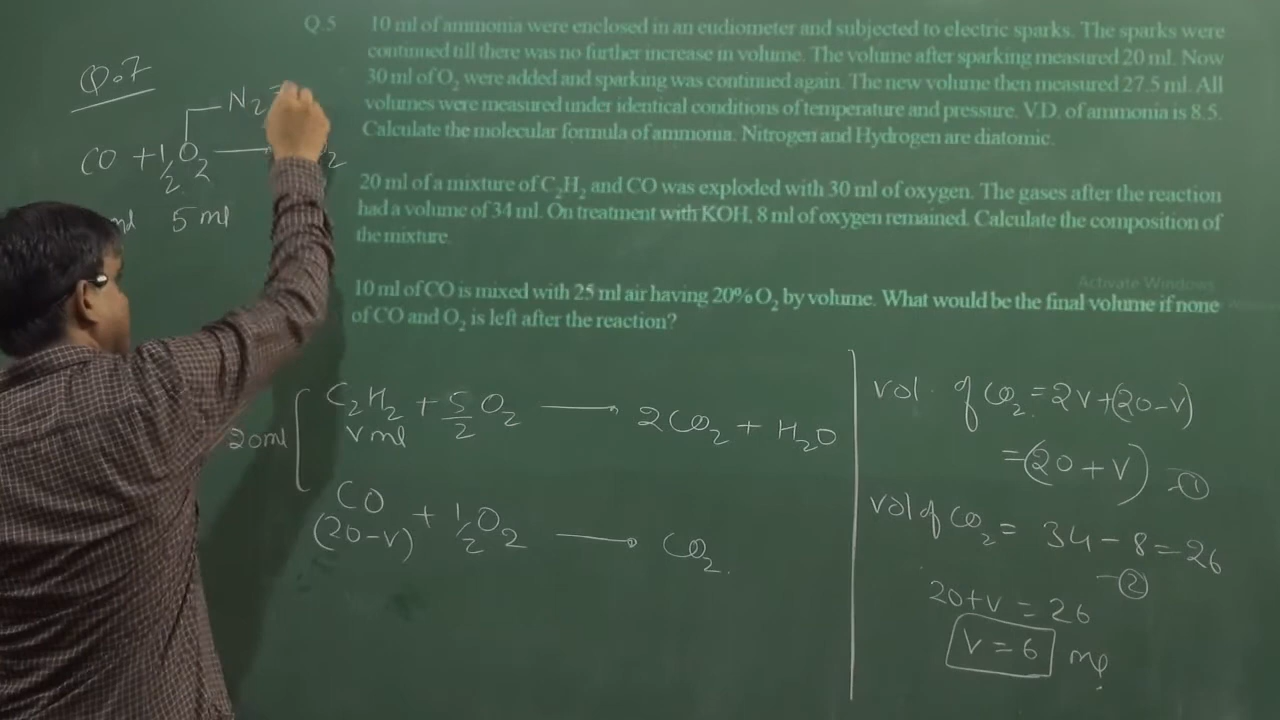 Q.5 10 ml of ammonia were enclosed in an eudiometer and subjected to electric sparks. The sparks were
continued till there was no further increase in volume. The volume after sparking measured 20 ml. Now
30 ml of O₂ were added and sparking was continued again. The new volume then measured 27.5 ml. All
volumes were measured under identical conditions of temperature and pressure. V.D. of ammonia is 8.5.
Calculate the molecular formula of ammonia. Nitrogen and Hydrogen are diatomic.
20 ml of a mixture of C₂H₂ and CO was exploded with 30 ml of oxygen. The gases after the reaction
had a volume of 34 ml. On treatment with KOH, 8 ml of oxygen remained. Calculate the composition of
the mixture.
Activate Windows
10 ml of CO is mixed with 25 ml air having 20% O₂ by volume. What would be the final volume if none
of CO and O₂ is left after the reaction?
Q.7
N₂
CO + ½ O₂ →
ml 5 ml
20ml
C₂H₂ + 5/2 O₂ → 2CO₂ + H₂O
v ml
CO + ½ O₂ → CO₂
(20-v)
vol. of CO₂ = 2v+(20-v)
=(20+v) -①
vol of CO₂ = 34-8=26
-②
20+v = 26
v = 6 ml